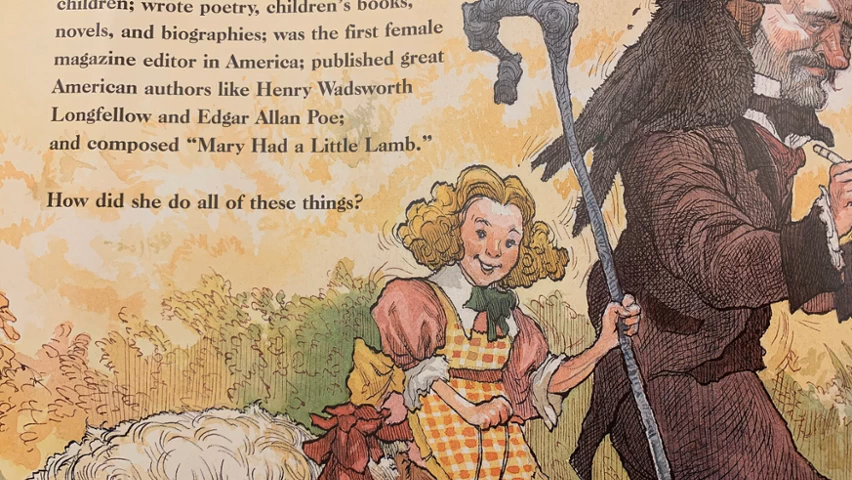 children; wrote poetry, children's books,
novels, and biographies; was the first female
magazine editor in America; published great
American authors like Henry Wadsworth
Longfellow and Edgar Allan Poe;
and composed “Mary Had a Little Lamb.”
How did she do all of these things?